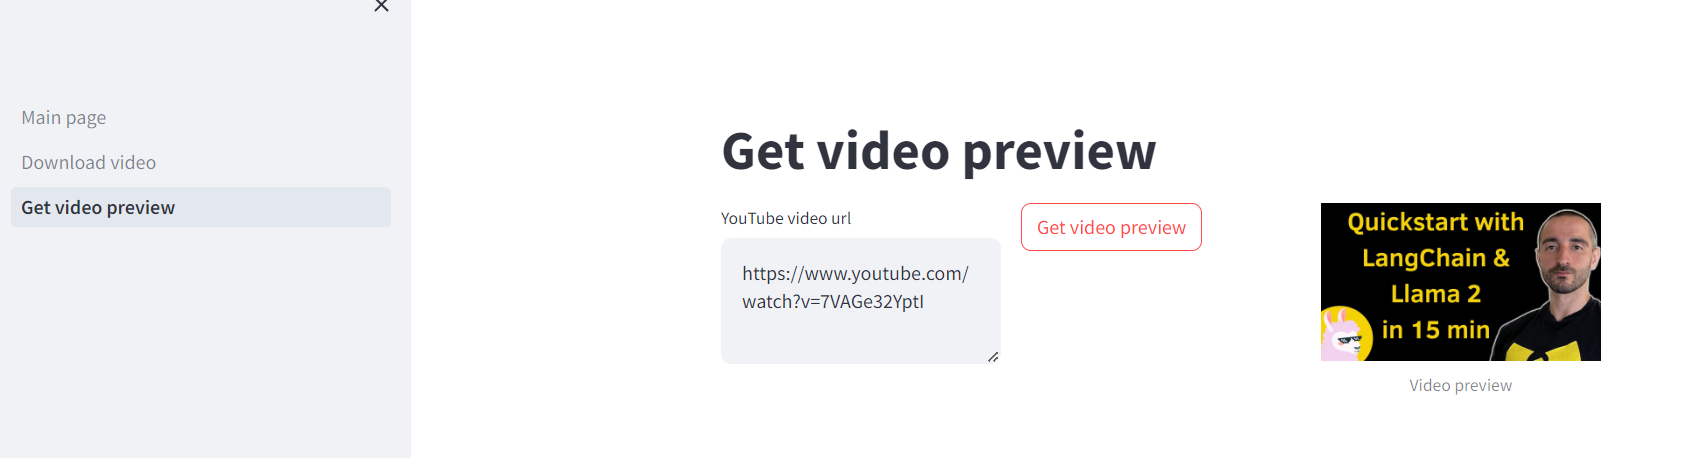 Main page
Download video
Get video preview
Get video preview
YouTube video url
https://www.youtube.com/
watch?v=7VAGe32YptI
Get video preview
Quickstart with
LangChain &
Llama 2
in 15 min
Video preview